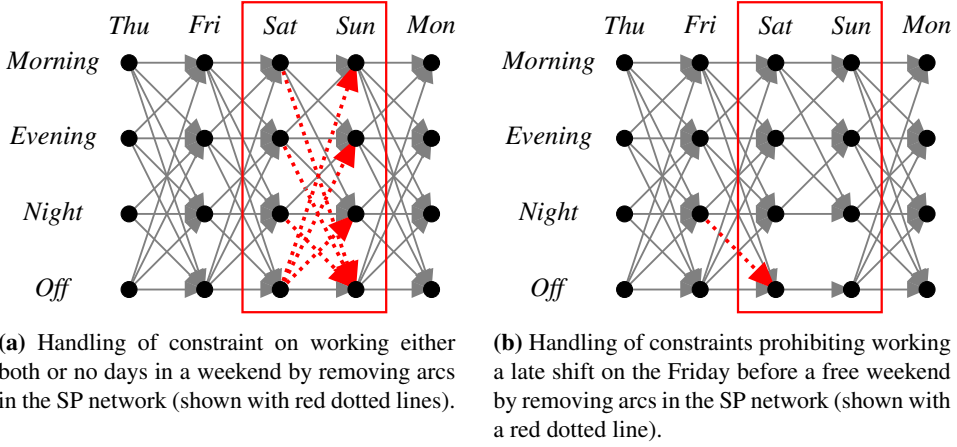 Thu Fri Sat Sun Mon
Morning
Evening
Night
Off
(a) Handling of constraint on working either
both or no days in a weekend by removing arcs
in the SP network (shown with red dotted lines).
Thu Fri Sat Sun Mon
Morning
Evening
Night
Off
(b) Handling of constraints prohibiting working
a late shift on the Friday before a free weekend
by removing arcs in the SP network (shown with
a red dotted line).